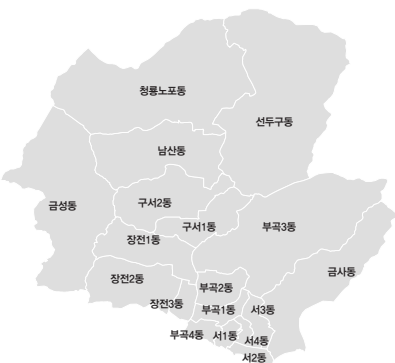 청룡노포동
선두구동
남산동
구서2동
금성동
구서1동
부곡3동
장전1동
금사동
장전2동
부곡2동
장전3동
부곡1동
서3동
부곡4동
서1동
서4동
서2동